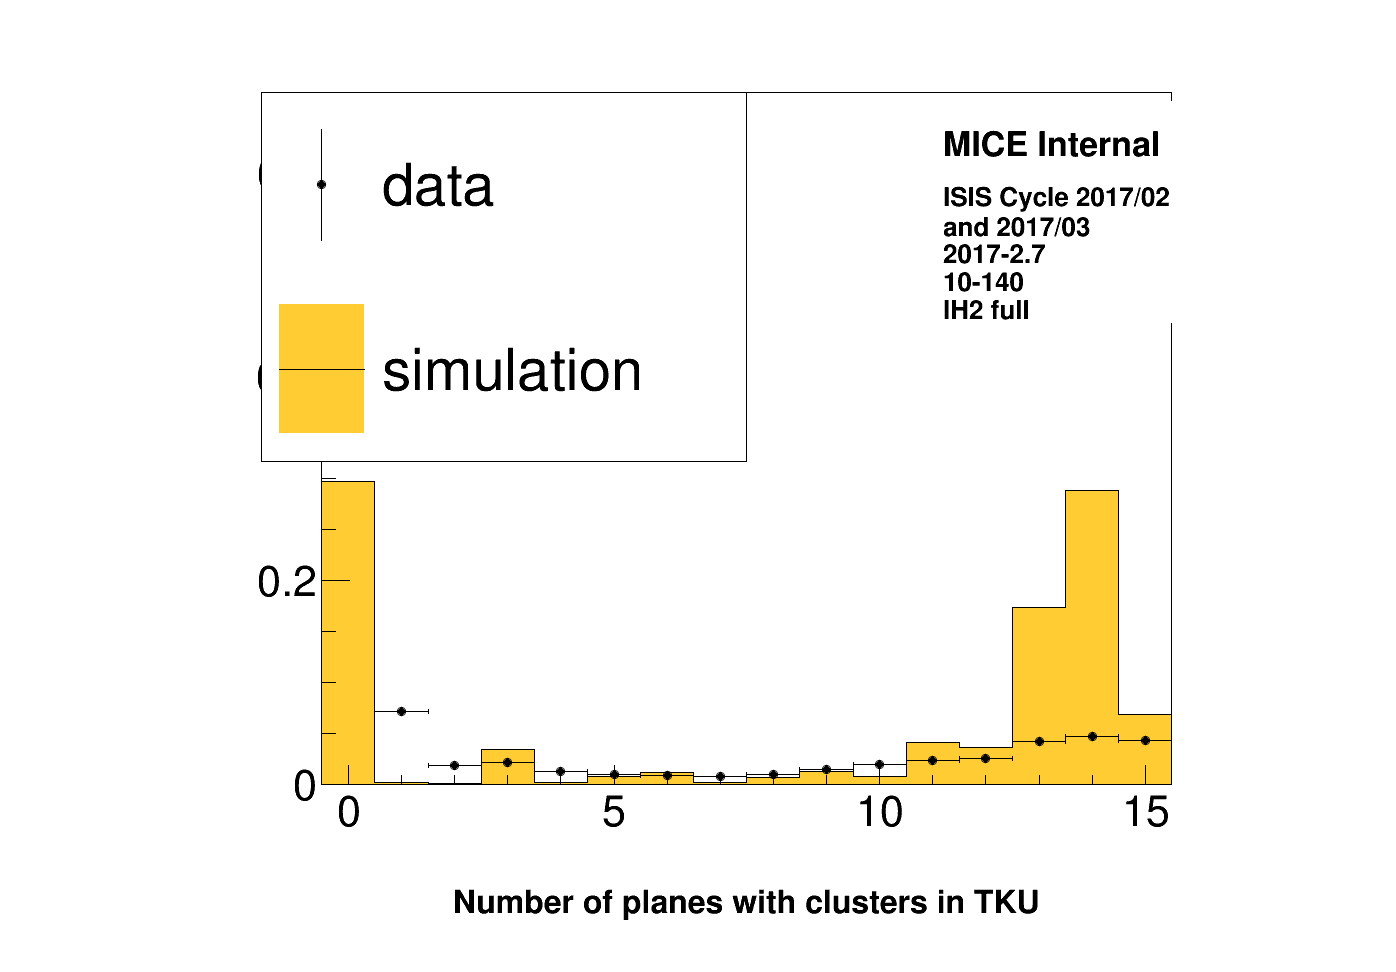 MICE Internal
data
ISIS Cycle 2017/02
and 2017/03
2017-2.7
10-140
IH2 full
simulation
0.2
0
0 5 10 15
Number of planes with clusters in TKU